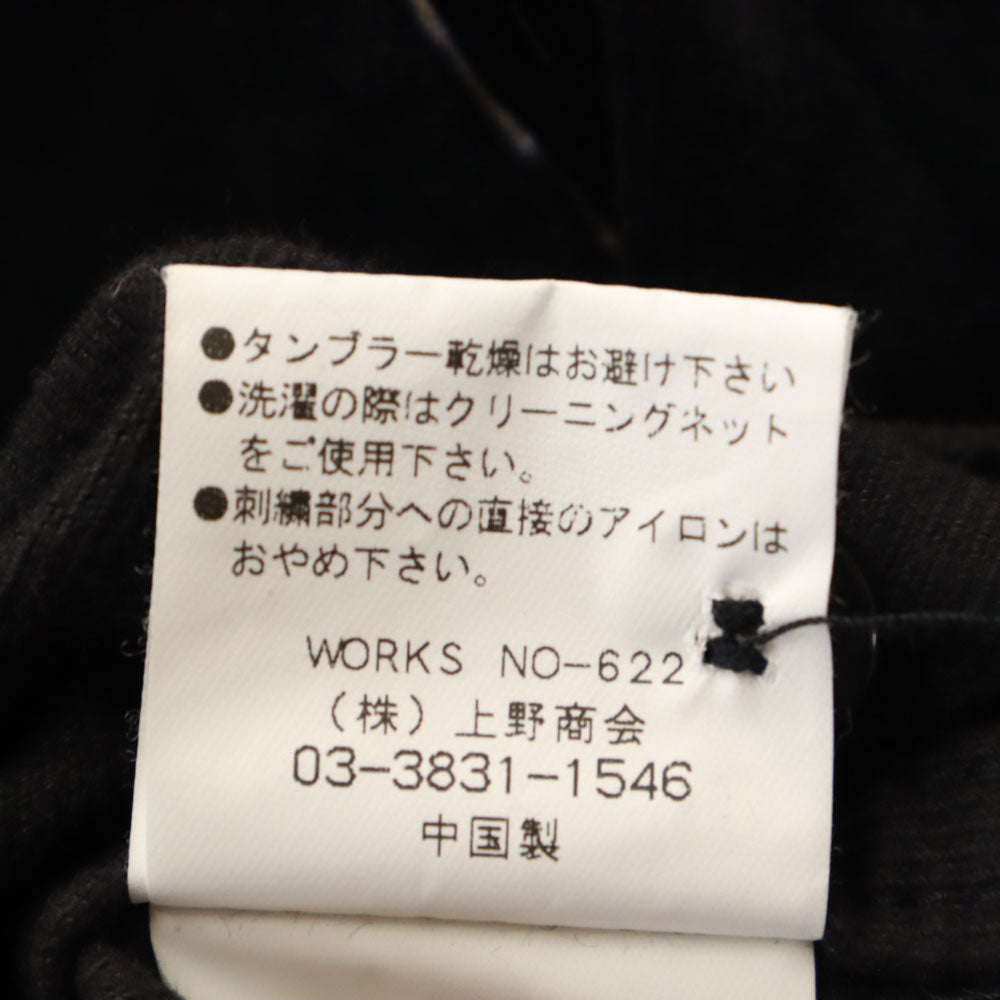 ●タンブラー乾燥はお避け下さい
●洗濯の際はクリーニングネット
をご使用下さい。
●刺繍部分への直接のアイロンは
おやめ下さい。
WORKS NO-622
（株）上野商会
03-3831-1546
中国製